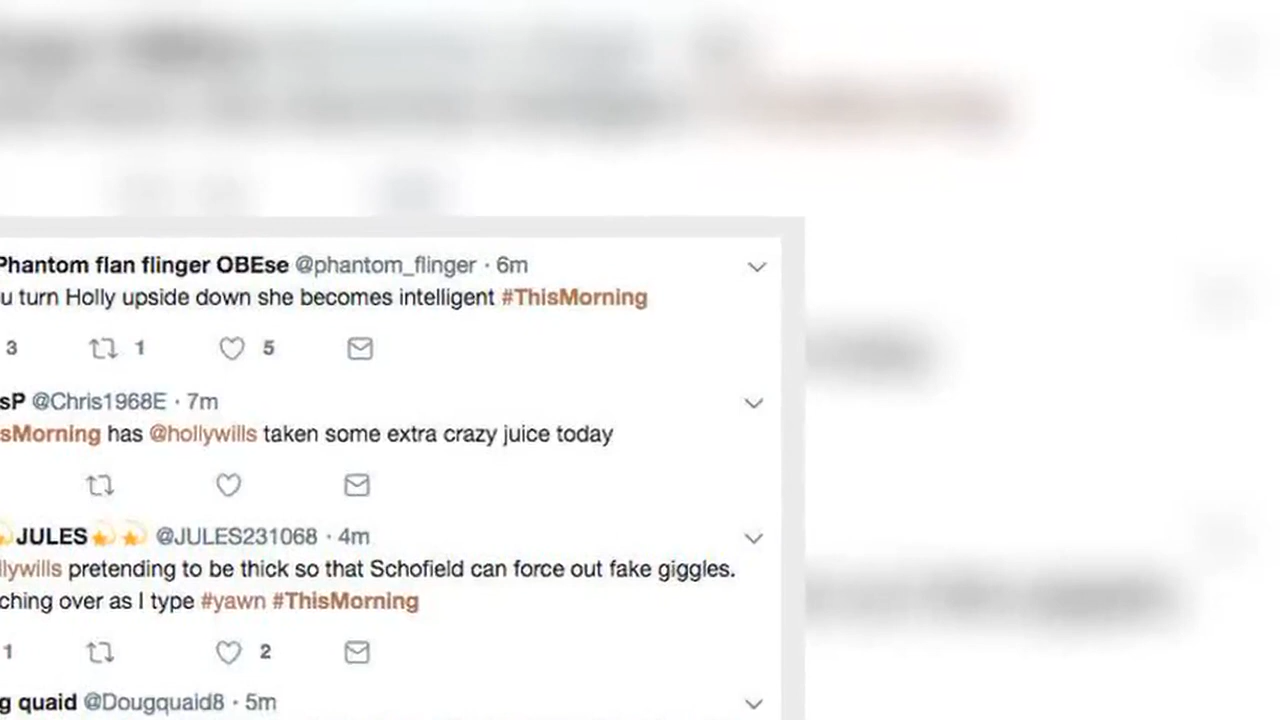 Phantom flan flinger OBEse @phantom_flinger · 6m
u turn Holly upside down she becomes intelligent #ThisMorning
3 1 5
sP @Chris1968E · 7m
sMorning has @hollywills taken some extra crazy juice today
JULES @JULES231068 · 4m
llywills pretending to be thick so that Schofield can force out fake giggles.
ching over as I type #yawn #ThisMorning
1 2
g quaid @Dougquaid8 · 5m